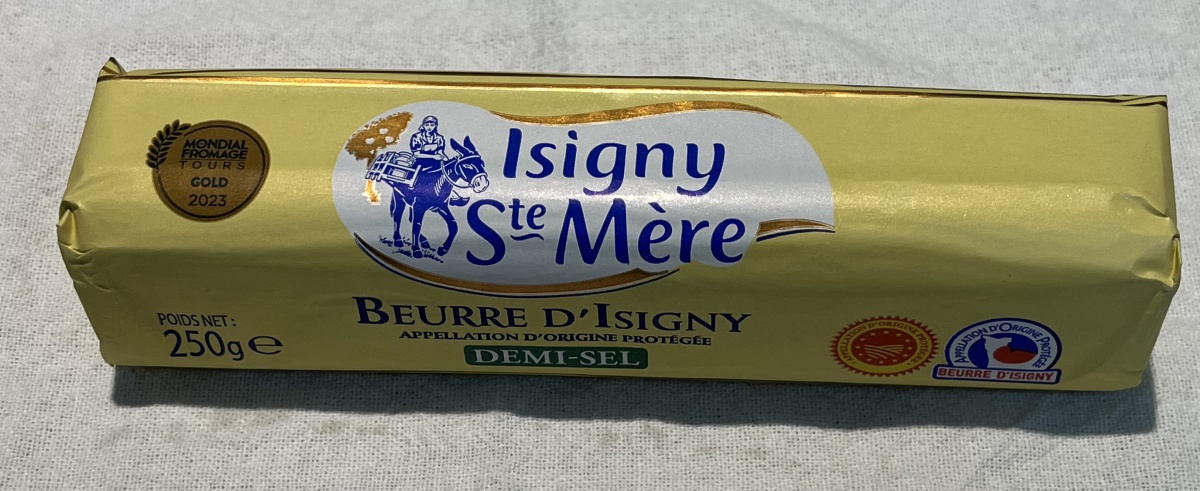 MONDIAL
FROMAGE
TOURS
GOLD
2023
Isigny
Ste Mère
BEURRE D'ISIGNY
APPELLATION D'ORIGINE PROTÉGÉE
DEMI-SEL
POIDS NET :
250g e
APPELLATION D'ORIGINE PROTÉGÉE
APPELLATION D'ORIGINE PROTÉGÉE
BEURRE D'ISIGNY